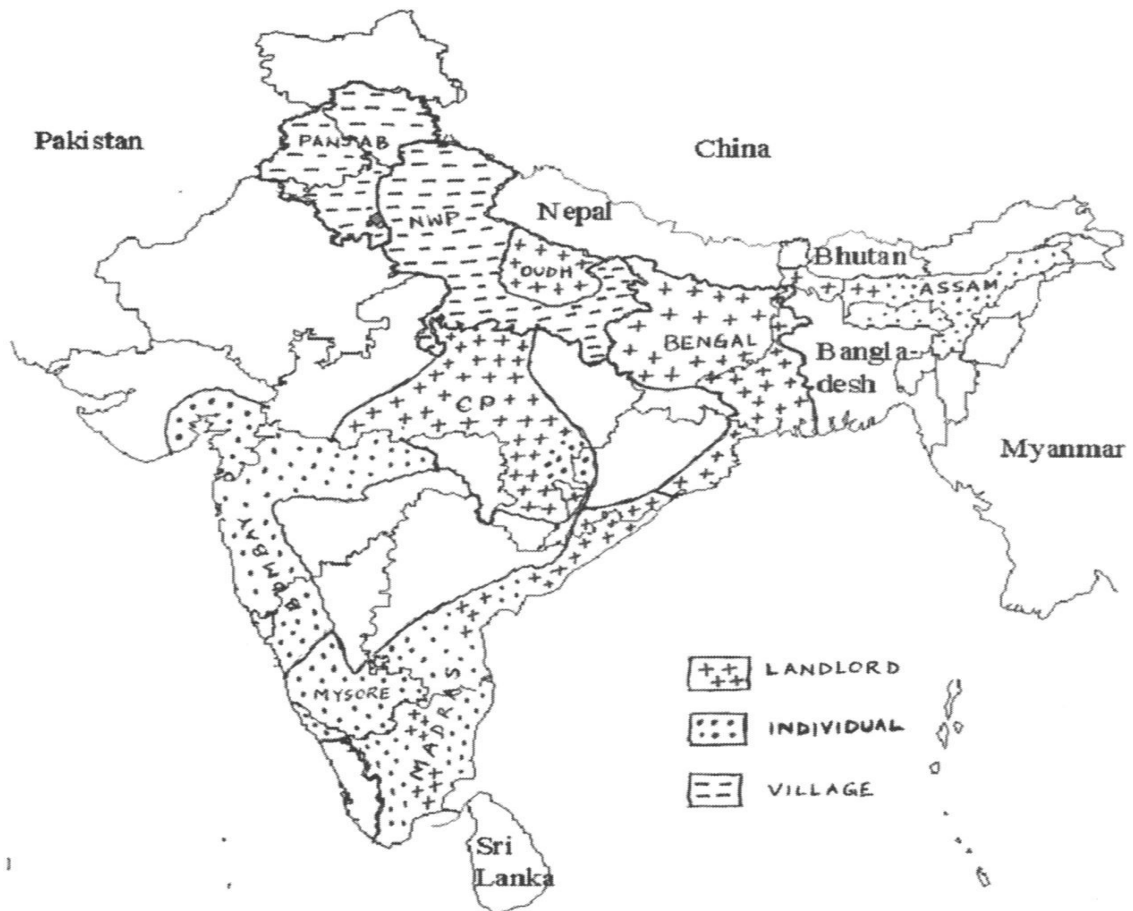 Pakistan
China
PANJAB
NWP
Nepal
OUDH
Bhutan
ASSAM
BENGAL
Bangla-
desh
CP
Myanmar
BOMBAY
MYSORE
MADRAS
LANDLORD
INDIVIDUAL
VILLAGE
Sri
Lanka